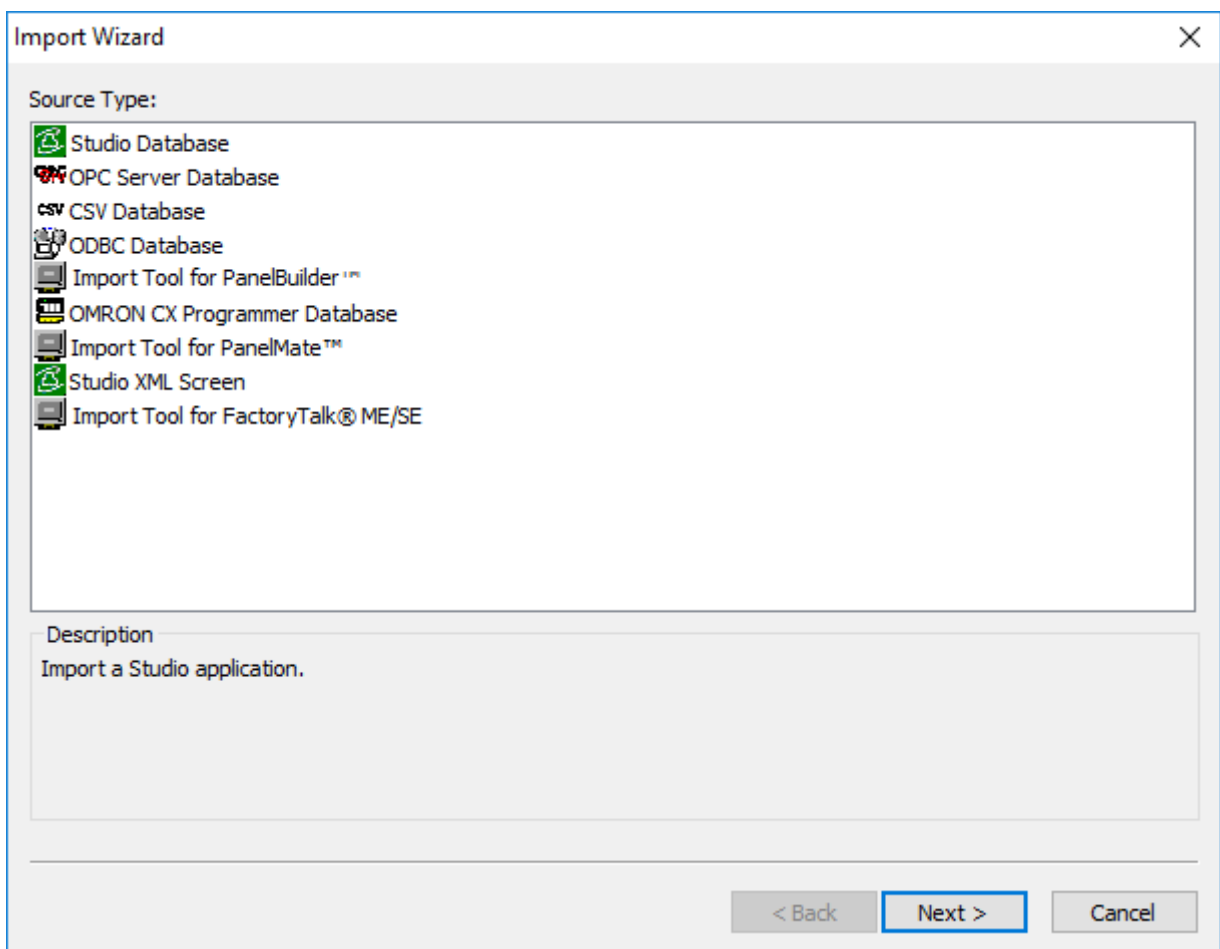 Import Wizard
Source Type:
Studio Database
OPC Server Database
CSV CSV Database
ODBC Database
Import Tool for PanelBuilder™
OMRON CX Programmer Database
Import Tool for PanelMate™
Studio XML Screen
Import Tool for FactoryTalk® ME/SE
Description
Import a Studio application.
< Back Next > Cancel